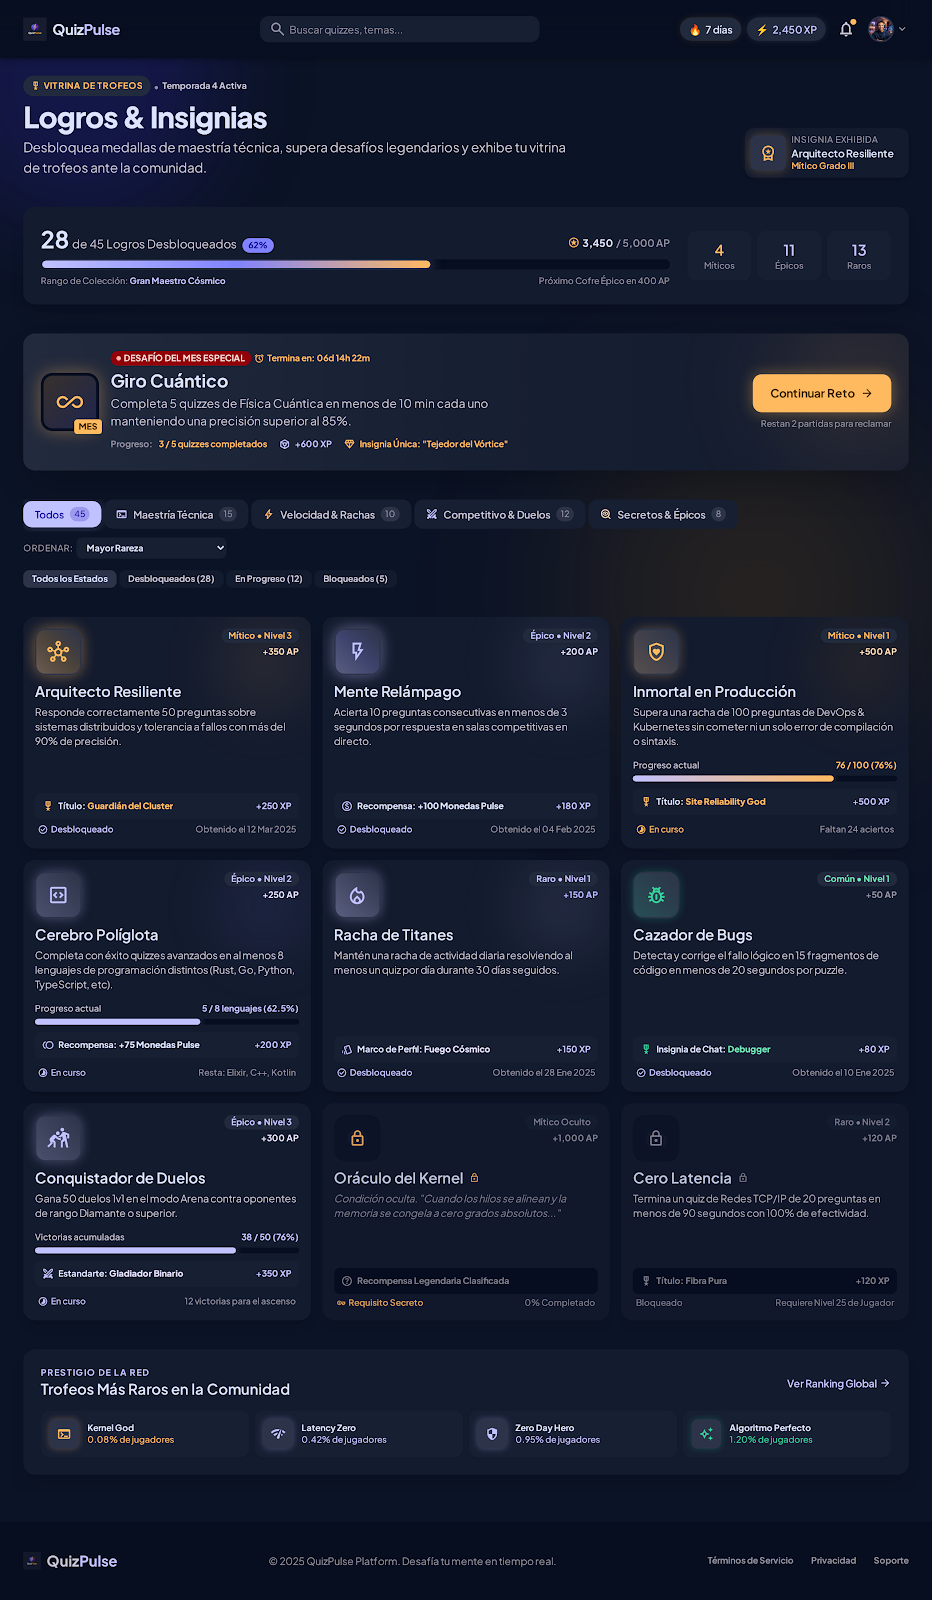 QuizPulse
Buscar quizzes, temas...
7 días
2,450 XP
VITRINA DE TROFEOS
• Temporada 4 Activa
Logros & Insignias
Desbloquea medallas de maestría técnica, supera desafíos legendarios y exhibe tu vitrina
de trofeos ante la comunidad.
INSIGNIA EXHIBIDA
Arquitecto Resiliente
Mítico Grado III
28 de 45 Logros Desbloqueados 62%
3,450 / 5,000 AP
Rango de Colección: Gran Maestro Cósmico
Próximo Cofre Épico en 400 AP
4
Míticos
11
Épicos
13
Raros
• DESAFÍO DEL MES ESPECIAL
Termina en: 06d 14h 22m
Giro Cuántico
Completa 5 quizzes de Física Cuántica en menos de 10 min cada uno
manteniendo una precisión superior al 85%.
MES
Progreso: 3 / 5 quizzes completados
+600 XP
Insignia Única: "Tejedor del Vórtice"
Continuar Reto →
Restan 2 partidas para reclamar
Todos 45
Maestría Técnica 15
Velocidad & Rachas 10
Competitivo & Duelos 12
Secretos & Épicos 8
ORDENAR: Mayor Rareza
Todos los Estados
Desbloqueados (28)
En Progreso (12)
Bloqueados (5)
Mítico • Nivel 3
+350 AP
Arquitecto Resiliente
Responde correctamente 50 preguntas sobre
sistemas distribuidos y tolerancia a fallos con más del
90% de precisión.
Título: Guardián del Cluster
+250 XP
Desbloqueado
Obtenido el 12 Mar 2025
Épico • Nivel 2
+200 AP
Mente Relámpago
Acierta 10 preguntas consecutivas en menos de 3
segundos por respuesta en salas competitivas en
directo.
Recompensa: +100 Monedas Pulse
+180 XP
Desbloqueado
Obtenido el 04 Feb 2025
Mítico • Nivel 1
+500 AP
Inmortal en Producción
Supera una racha de 100 preguntas de DevOps &
Kubernetes sin cometer ni un solo error de compilación
o sintaxis.
Progreso actual
76 / 100 (76%)
Título: Site Reliability God
+500 XP
En curso
Faltan 24 aciertos
Épico • Nivel 2
+250 AP
Cerebro Políglota
Completa con éxito quizzes avanzados en al menos 8
lenguajes de programación distintos (Rust, Go, Python,
TypeScript, etc).
Progreso actual
5 / 8 lenguajes (62.5%)
Recompensa: +75 Monedas Pulse
+200 XP
En curso
Resta: Elixir, C++, Kotlin
Raro • Nivel 1
+150 AP
Racha de Titanes
Mantén una racha de actividad diaria resolviendo al
menos un quiz por día durante 30 días seguidos.
Marco de Perfil: Fuego Cósmico
+150 XP
Desbloqueado
Obtenido el 28 Ene 2025
Común • Nivel 1
+50 AP
Cazador de Bugs
Detecta y corrige el fallo lógico en 15 fragmentos de
código en menos de 20 segundos por puzzle.
Insignia de Chat: Debugger
+80 XP
Desbloqueado
Obtenido el 10 Ene 2025
Épico • Nivel 3
+300 AP
Conquistador de Duelos
Gana 50 duelos 1v1 en el modo Arena contra oponentes
de rango Diamante o superior.
Victorias acumuladas
38 / 50 (76%)
Estandarte: Gladiador Binario
+350 XP
En curso
12 victorias para el ascenso
Mítico Oculto
+1,000 AP
Oráculo del Kernel
Condición oculta. "Cuando los hilos se alinean y la
memoria se congela a cero grados absolutos..."
Recompensa Legendaria Clasificada
Requisito Secreto
0% Completado
Raro • Nivel 2
+120 AP
Cero Latencia
Termina un quiz de Redes TCP/IP de 20 preguntas en
menos de 90 segundos con 100% de efectividad.
Título: Fibra Pura
+120 XP
Bloqueado
Requiere Nivel 25 de Jugador
PRESTIGIO DE LA RED
Trofeos Más Raros en la Comunidad
Ver Ranking Global →
Kernel God
0.08% de jugadores
Latency Zero
0.42% de jugadores
Zero Day Hero
0.95% de jugadores
Algoritmo Perfecto
1.20% de jugadores
QuizPulse
© 2025 QuizPulse Platform. Desafía tu mente en tiempo real.
Términos de Servicio
Privacidad
Soporte